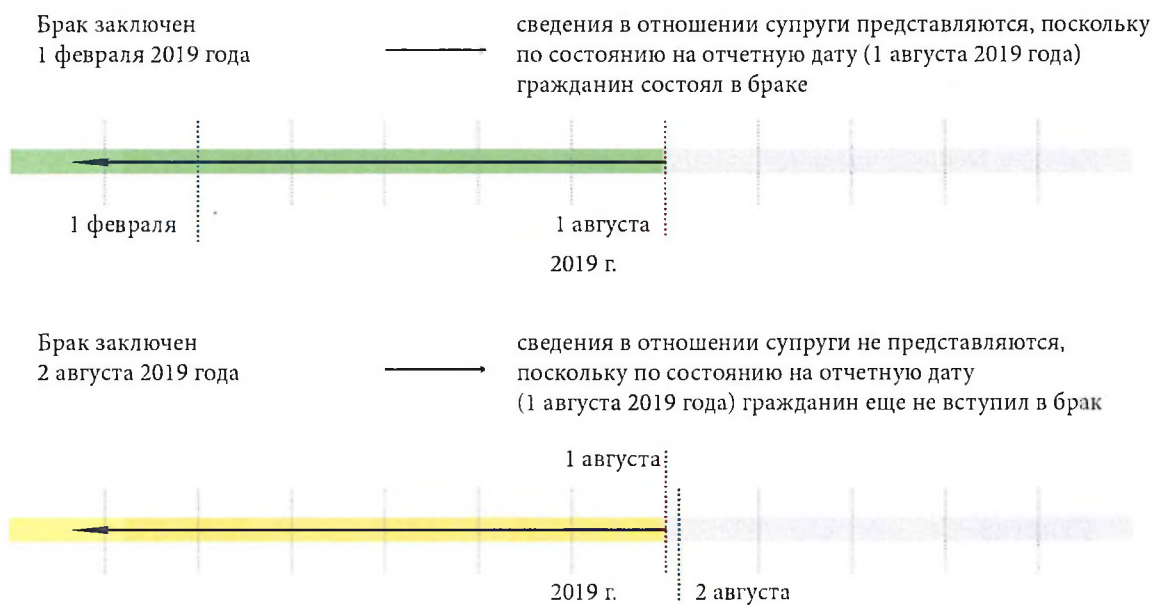 Брак заключен
1 февраля 2019 года
сведения в отношении супруги представляются, поскольку
по состоянию на отчетную дату (1 августа 2019 года)
гражданин состоял в браке
1 февраля
1 августа
2019 г.
Брак заключен
2 августа 2019 года
сведения в отношении супруги не представляются,
поскольку по состоянию на отчетную дату
(1 августа 2019 года) гражданин еще не вступил в брак
1 августа
2019 г.
2 августа